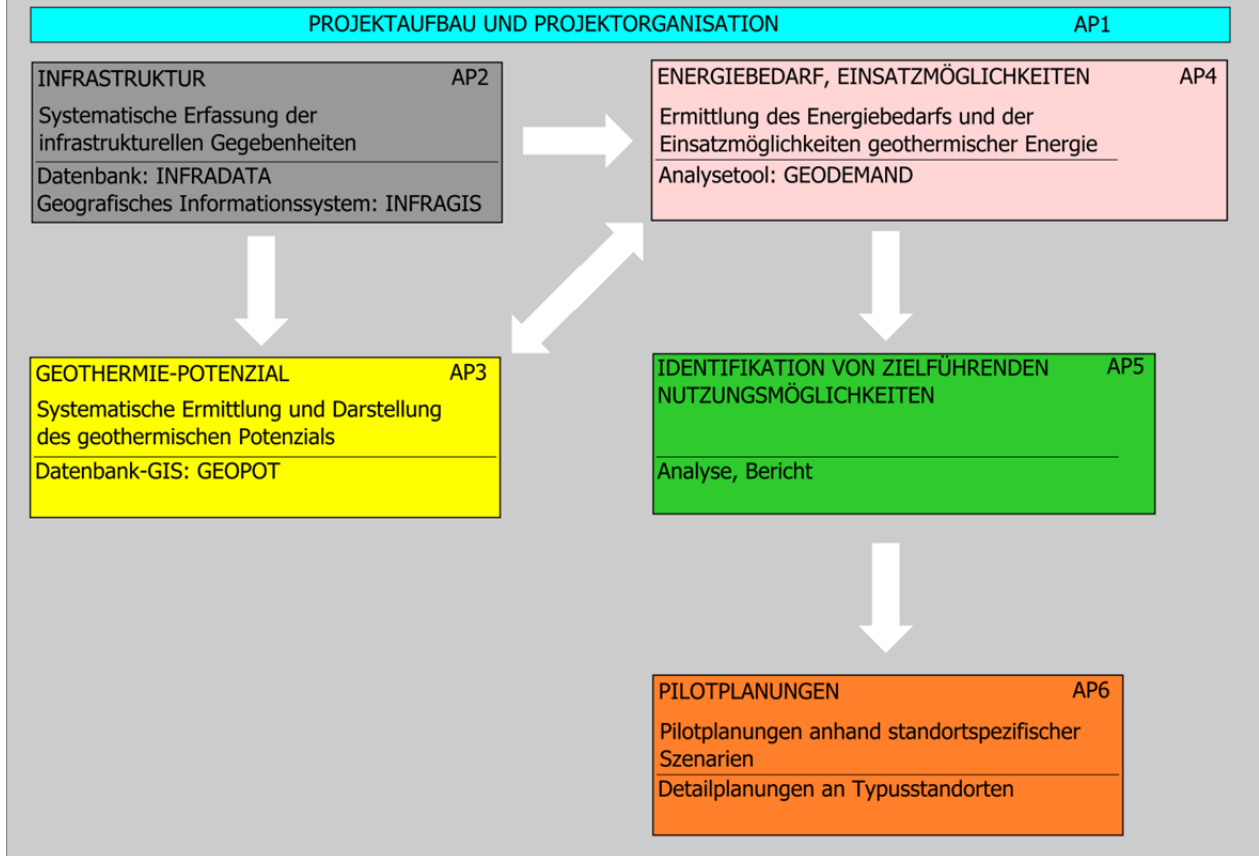 PROJEKTAUFBAU UND PROJEKTORGANISATION AP1
INFRASTRUKTUR AP2
Systematische Erfassung der
infrastrukturellen Gegebenheiten
Datenbank: INFRADATA
Geografisches Informationssystem: INFRAGIS
ENERGIEBEDARF, EINSATZMÖGLICHKEITEN AP4
Ermittlung des Energiebedarfs und der
Einsatzmöglichkeiten geothermischer Energie
Analysetool: GEODEMAND
GEOTHERMIE-POTENZIAL AP3
Systematische Ermittlung und Darstellung
des geothermischen Potenzials
Datenbank-GIS: GEOPOT
IDENTIFIKATION VON ZIELFÜHRENDEN AP5
NUTZUNGSMÖGLICHKEITEN
Analyse, Bericht
PILOTPLANUNGEN AP6
Pilotplanungen anhand standortspezifischer
Szenarien
Detailplanungen an Typusstandorten